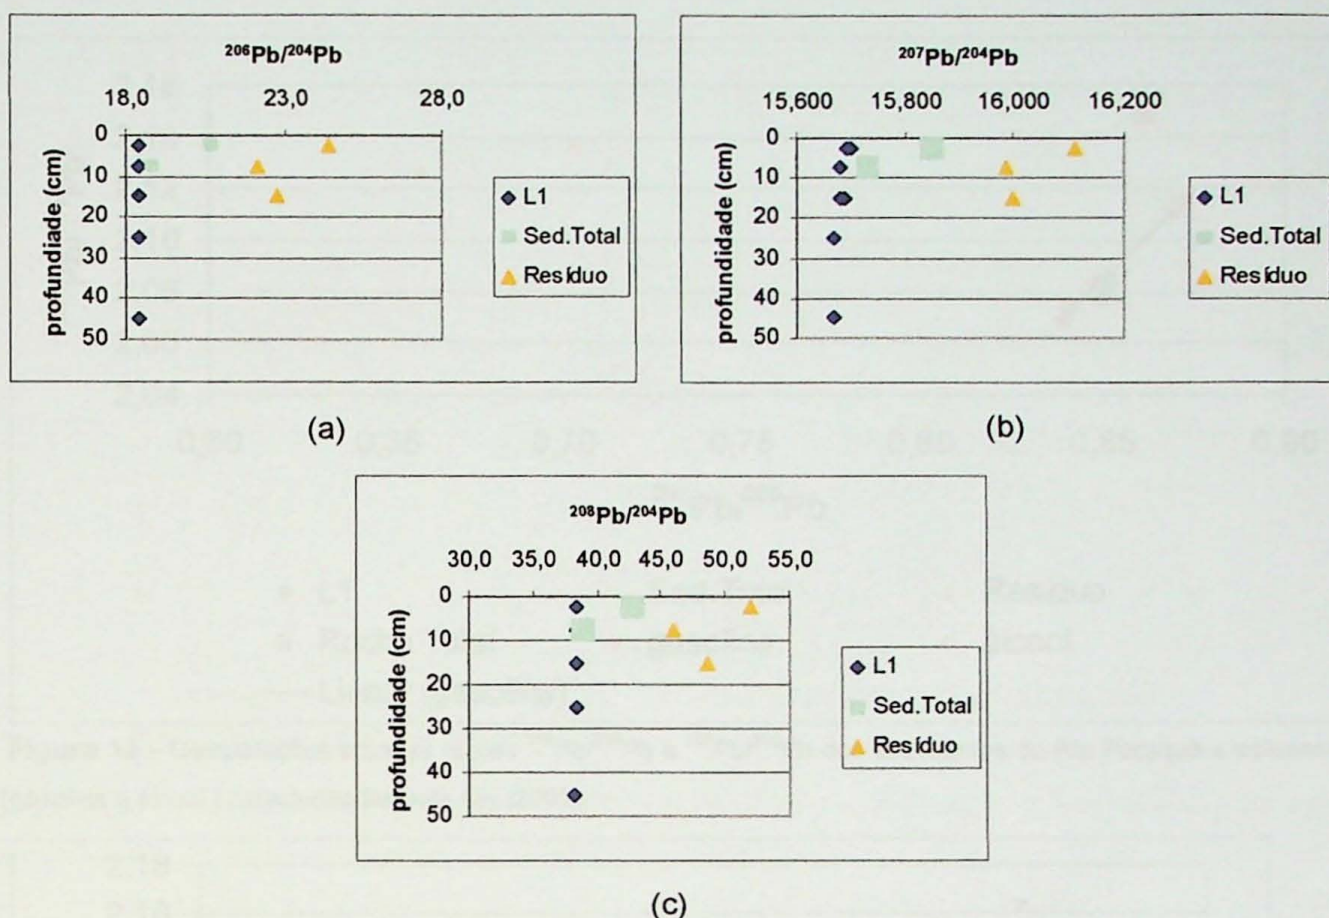 ²⁰⁶Pb/²⁰⁴Pb
18,0 23,0 28,0
profundiade (cm)
0
10
20
30
40
50
L1
Sed.Total
Resíduo
(a)
²⁰⁷Pb/²⁰⁴Pb
15,600 15,800 16,000 16,200
profundidade (cm)
0
10
20
30
40
50
L1
Sed.Total
Resíduo
(b)
²⁰⁸Pb/²⁰⁴Pb
30,0 35,0 40,0 45,0 50,0 55,0
profundidade (cm)
0
10
20
30
40
50
L1
Sed.Total
Resíduo
(c)